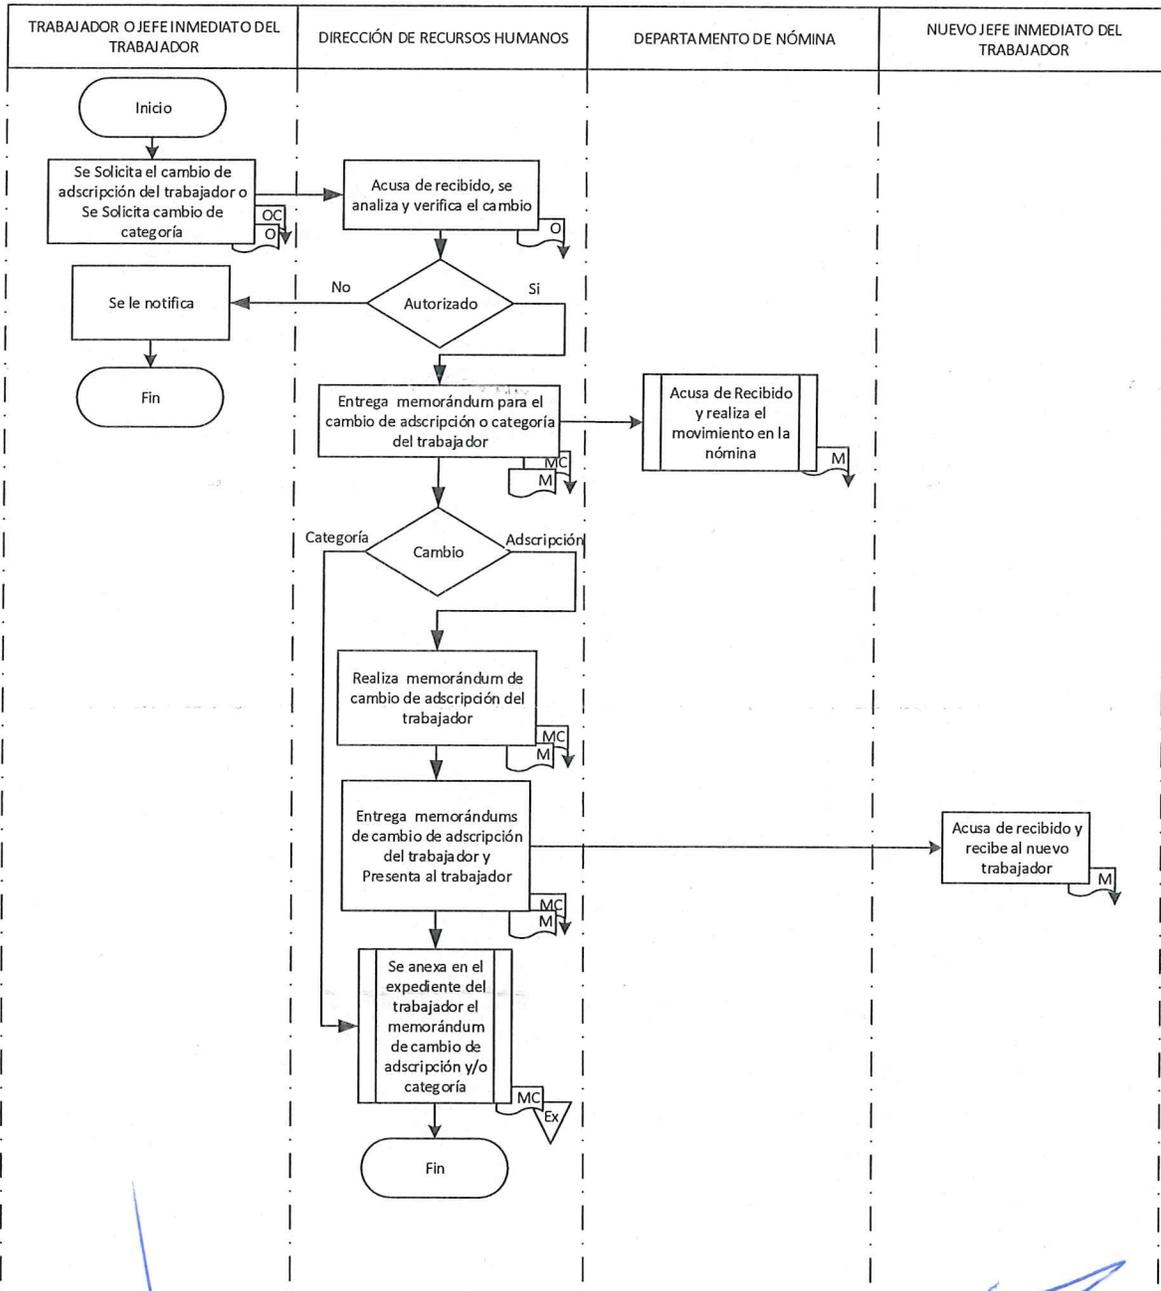 TRABAJADOR O JEFE INMEDIATO DEL
TRABAJADOR
DIRECCIÓN DE RECURSOS HUMANOS
DEPARTAMENTO DE NÓMINA
NUEVO JEFE INMEDIATO DEL
TRABAJADOR
Inicio
Se Solicita el cambio de
adscripción del trabajador o
Se Solicita cambio de
categoría
OC
O
Acusa de recibido, se
analiza y verifica el cambio
O
Se le notifica
No
Autorizado
Si
Fin
Entrega memorándum para el
cambio de adscripción o categoría
del trabajador
MC
M
Acusa de Recibido
y realiza el
movimiento en la
nómina
M
Categoría
Cambio
Adscripción
Realiza memorándum de
cambio de adscripción del
trabajador
MC
M
Entrega memorándums
de cambio de adscripción
del trabajador y
Presenta al trabajador
MC
M
Acusa de recibido y
recibe al nuevo
trabajador
M
Se anexa en el
expediente del
trabajador el
memorándum
de cambio de
adscripción y/o
categoría
MC
Ex
Fin